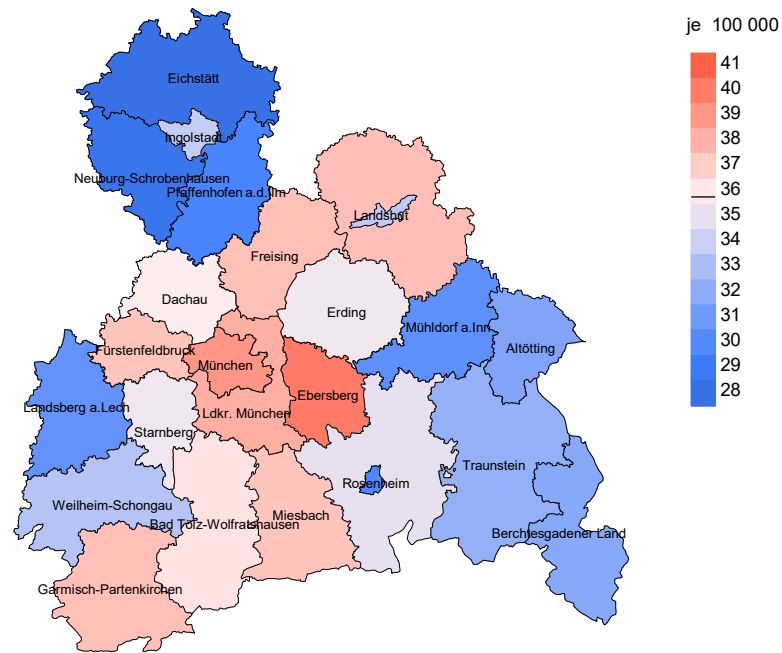 je 100 000
41
40
39
38
37
36
35
34
33
32
31
30
29
28
Eichstätt
Ingolstadt
Neuburg-Schrobenhausen
Pfaffenhofen a.d.Ilm
Landshut
Freising
Dachau
Erding
Mühldorf a.Inn
Altötting
Fürstenfeldbruck
München
Ebersberg
Landsberg a.Lech
Ldkr. München
Starnberg
Traunstein
Rosenheim
Weilheim-Schongau
Miesbach
Bad Tölz-Wolfratshausen
Berchtesgadener Land
Garmisch-Partenkirchen